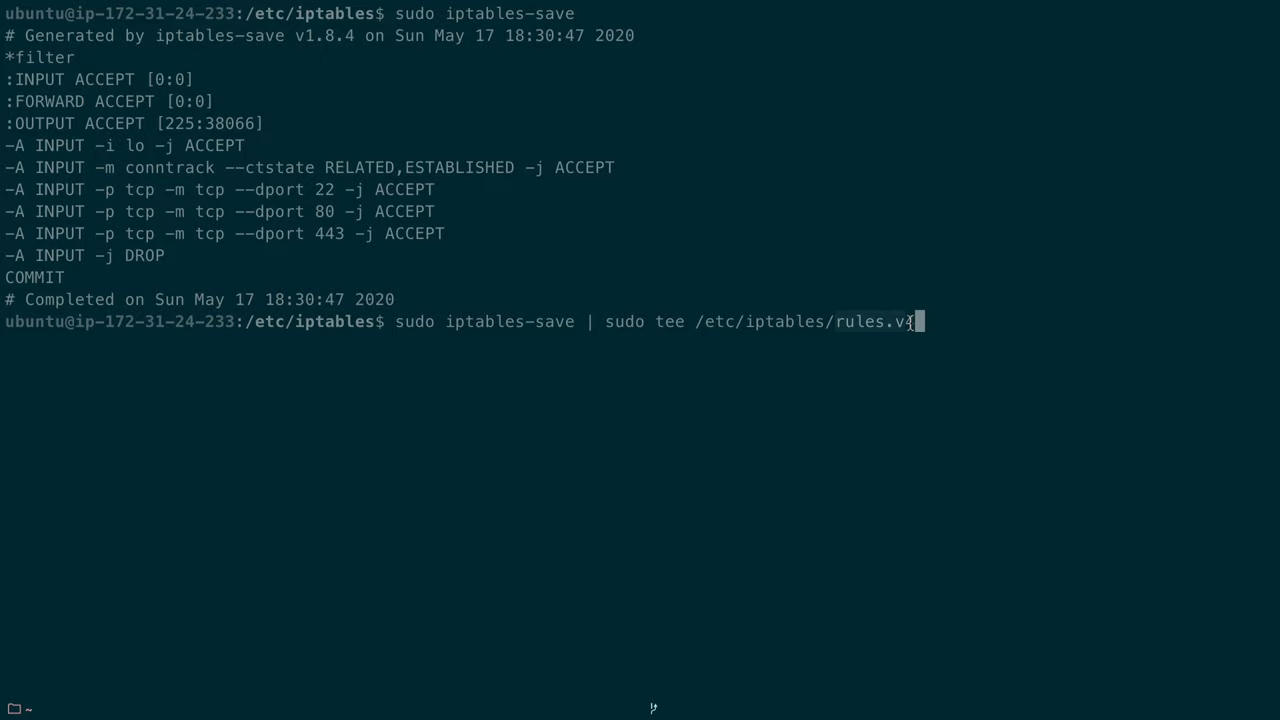 ubuntu@ip-172-31-24-233:/etc/iptables$ sudo iptables-save
# Generated by iptables-save v1.8.4 on Sun May 17 18:30:47 2020
*filter
:INPUT ACCEPT [0:0]
:FORWARD ACCEPT [0:0]
:OUTPUT ACCEPT [225:38066]
-A INPUT -i lo -j ACCEPT
-A INPUT -m conntrack --ctstate RELATED,ESTABLISHED -j ACCEPT
-A INPUT -p tcp -m tcp --dport 22 -j ACCEPT
-A INPUT -p tcp -m tcp --dport 80 -j ACCEPT
-A INPUT -p tcp -m tcp --dport 443 -j ACCEPT
-A INPUT -j DROP
COMMIT
# Completed on Sun May 17 18:30:47 2020
ubuntu@ip-172-31-24-233:/etc/iptables$ sudo iptables-save | sudo tee /etc/iptables/rules.v
~